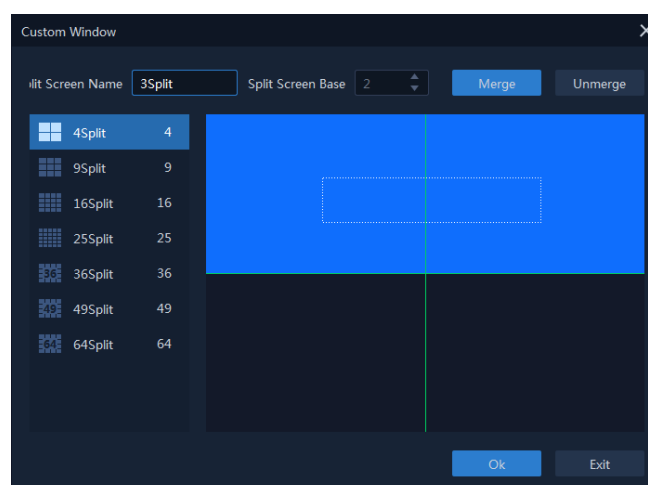 Custom Window
lit Screen Name 3Split Split Screen Base 2 Merge Unmerge
4Split 4
9Split 9
16Split 16
25Split 25
36 36Split 36
49 49Split 49
64 64Split 64
Ok Exit